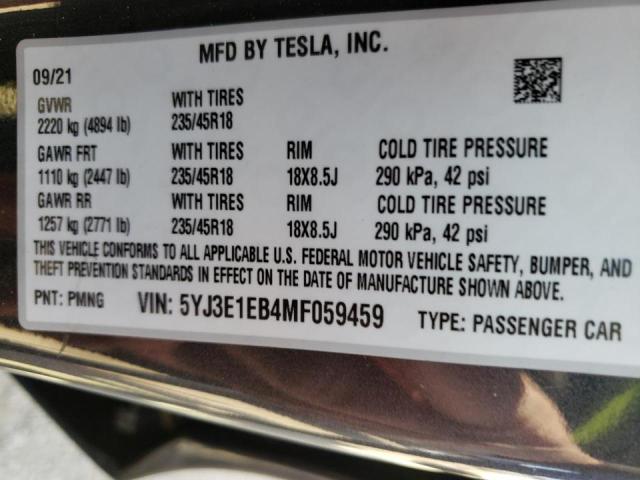 MFD BY TESLA, INC.
09/21
GVWR WITH TIRES
2220 kg (4894 lb) 235/45R18
GAWR FRT WITH TIRES RIM COLD TIRE PRESSURE
1110 kg (2447 lb) 235/45R18 18X8.5J 290 kPa, 42 psi
GAWR RR WITH TIRES RIM COLD TIRE PRESSURE
1257 kg (2771 lb) 235/45R18 18X8.5J 290 kPa, 42 psi
THIS VEHICLE CONFORMS TO ALL APPLICABLE U.S. FEDERAL MOTOR VEHICLE SAFETY, BUMPER, AND
THEFT PREVENTION STANDARDS IN EFFECT ON THE DATE OF MANUFACTURE SHOWN ABOVE.
PNT: PMNG VIN: 5YJ3E1EB4MF059459 TYPE: PASSENGER CAR